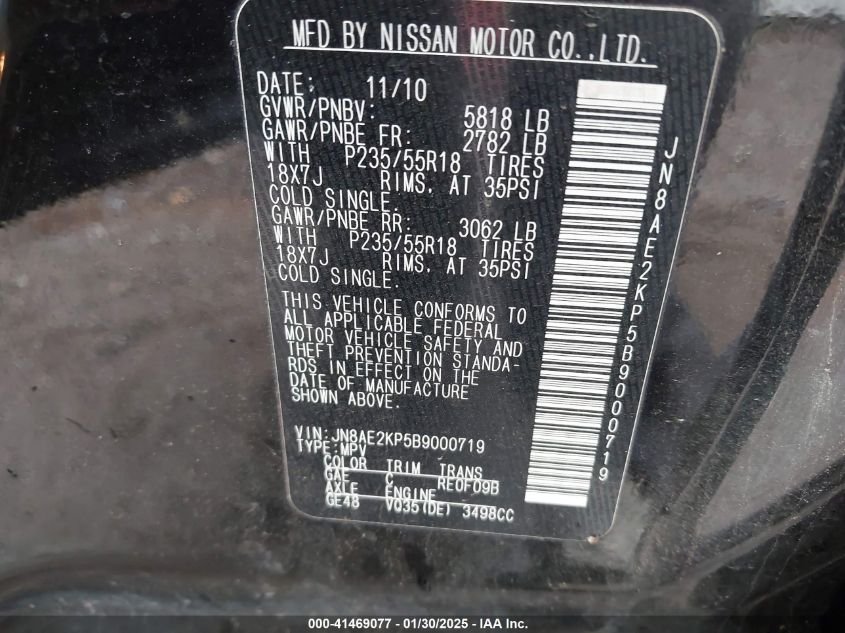 MFD BY NISSAN MOTOR CO.,LTD.
DATE: 11/10
GVWR/PNBV: 5818 LB
GAWR/PNBE FR: 2782 LB
WITH P235/55R18 TIRES
18X7J RIMS, AT 35PSI
COLD SINGLE.
GAWR/PNBE RR: 3062 LB
WITH P235/55R18 TIRES
18X7J RIMS, AT 35PSI
COLD SINGLE.
THIS VEHICLE CONFORMS TO
ALL APPLICABLE FEDERAL
MOTOR VEHICLE SAFETY AND
THEFT PREVENTION STANDA-
RDS IN EFFECT ON THE
DATE OF MANUFACTURE
SHOWN ABOVE.
VIN:JN8AE2KP5B9000719
TYPE:MPV
COLOR TRIM TRANS
GAE C RE0F09B
AXLE ENGINE
GE48 VQ35(DE) 3498CC
JN8AE2KP5B9000719
000-41469077 - 01/30/2025 - IAA Inc.